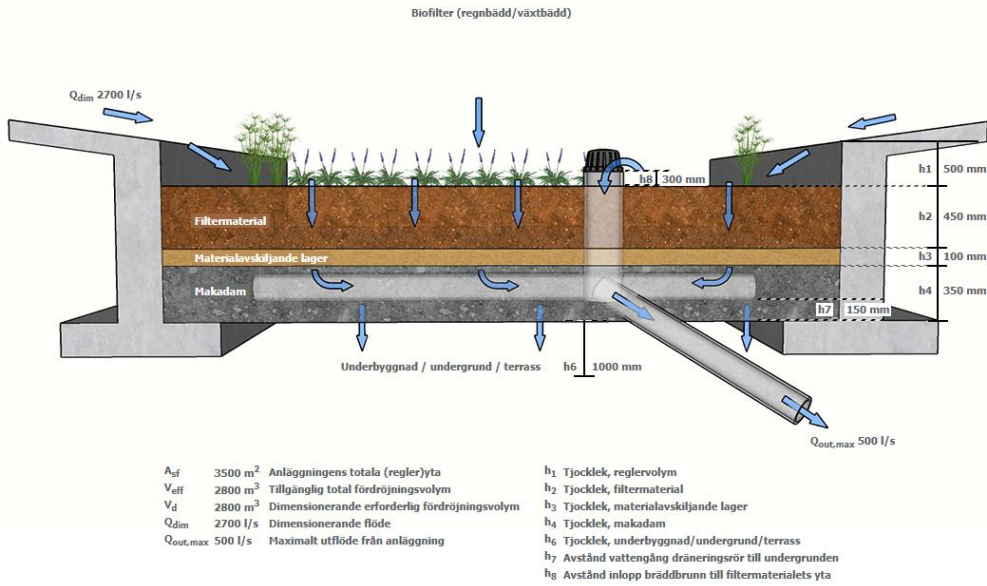 Biofilter (regnbädd/växtbädd)
Qdim 2700 l/s
h8 300 mm
h1 500 mm
Filtermaterial
h2 450 mm
Materialavskiljande lager
h3 100 mm
Makadam
h4 350 mm
h7 150 mm
Underbyggnad / undergrund / terrass
h6 1000 mm
Qout,max 500 l/s
Asf 3500 m² Anläggningens totala (regler)yta
Veff 2800 m³ Tillgänglig total fördröjningsvolym
Vd 2800 m³ Dimensionerande erforderlig fördröjningsvolym
Qdim 2700 l/s Dimensionerande flöde
Qout,max 500 l/s Maximalt utflöde från anläggning
h1 Tjocklek, reglervolym
h2 Tjocklek, filtermaterial
h3 Tjocklek, materialavskiljande lager
h4 Tjocklek, makadam
h6 Tjocklek, underbyggnad/undergrund/terrass
h7 Avstånd vattengång dräneringsrör till undergrunden
h8 Avstånd inlopp bräddbrunn till filtermaterialets yta